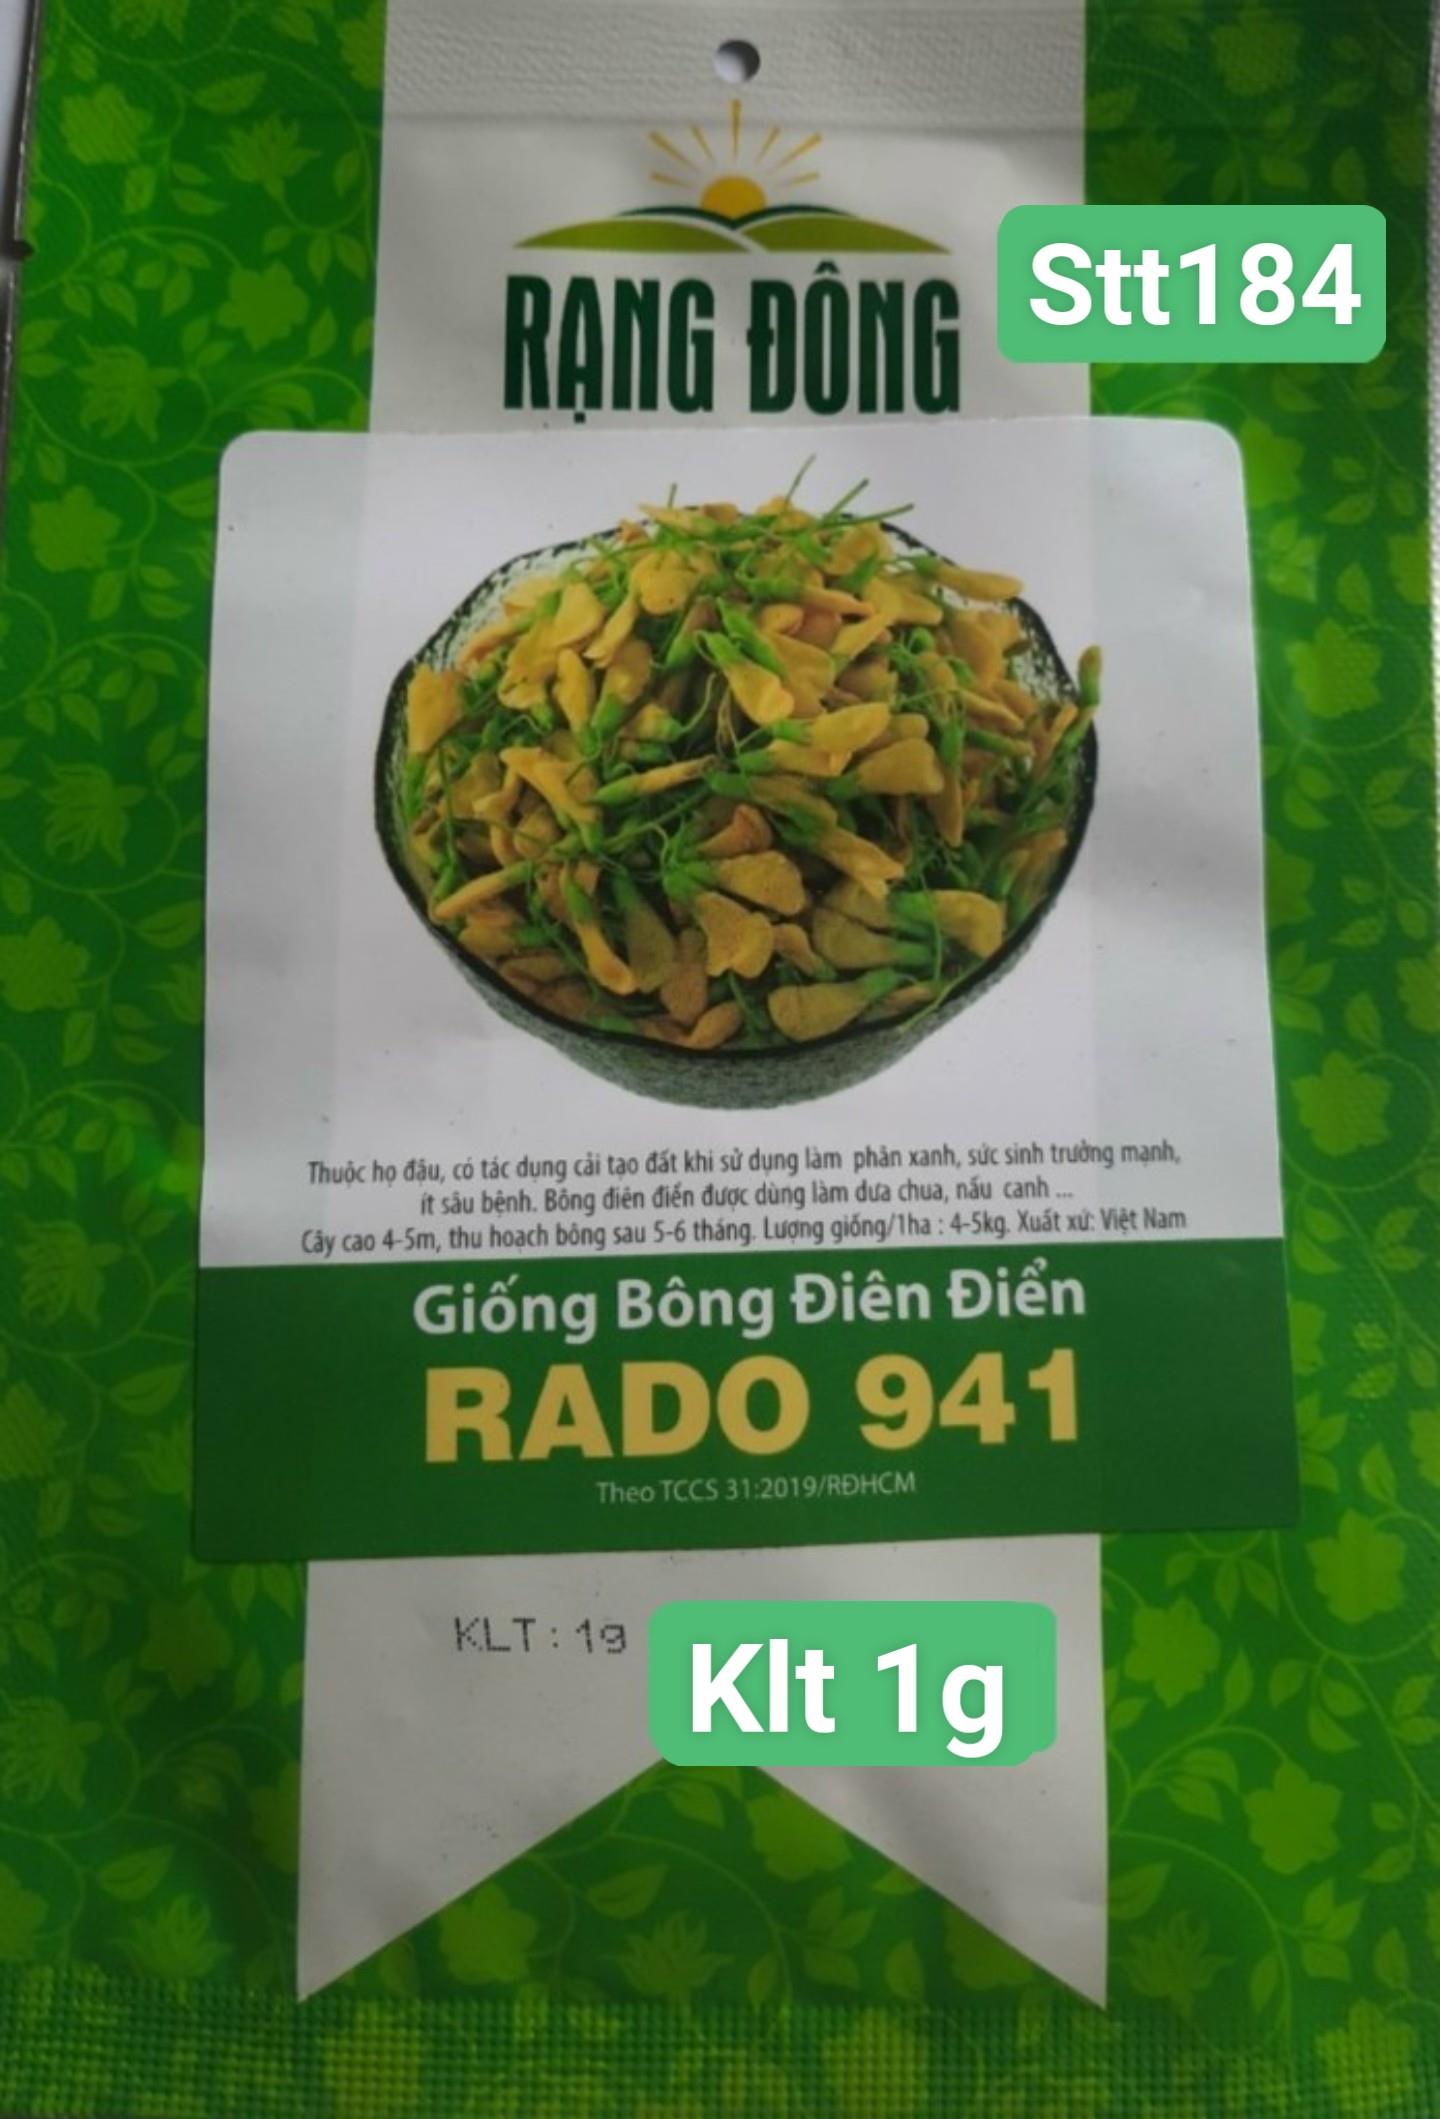 RẠNG ĐÔNG
Stt184
Thuộc họ đậu, có tác dụng cải tạo đất khi sử dụng làm phân xanh, sức sinh trưởng mạnh,
ít sâu bệnh. Bông điên điển được dùng làm dưa chua, nấu canh ...
Cây cao 4-5m, thu hoạch bông sau 5-6 tháng. Lượng giống/1ha : 4-5kg. Xuất xứ: Việt Nam
Giống Bông Điên Điển
RADO 941
Theo TCCS 31:2019/RĐHCM
KLT : 1g
Klt 1g